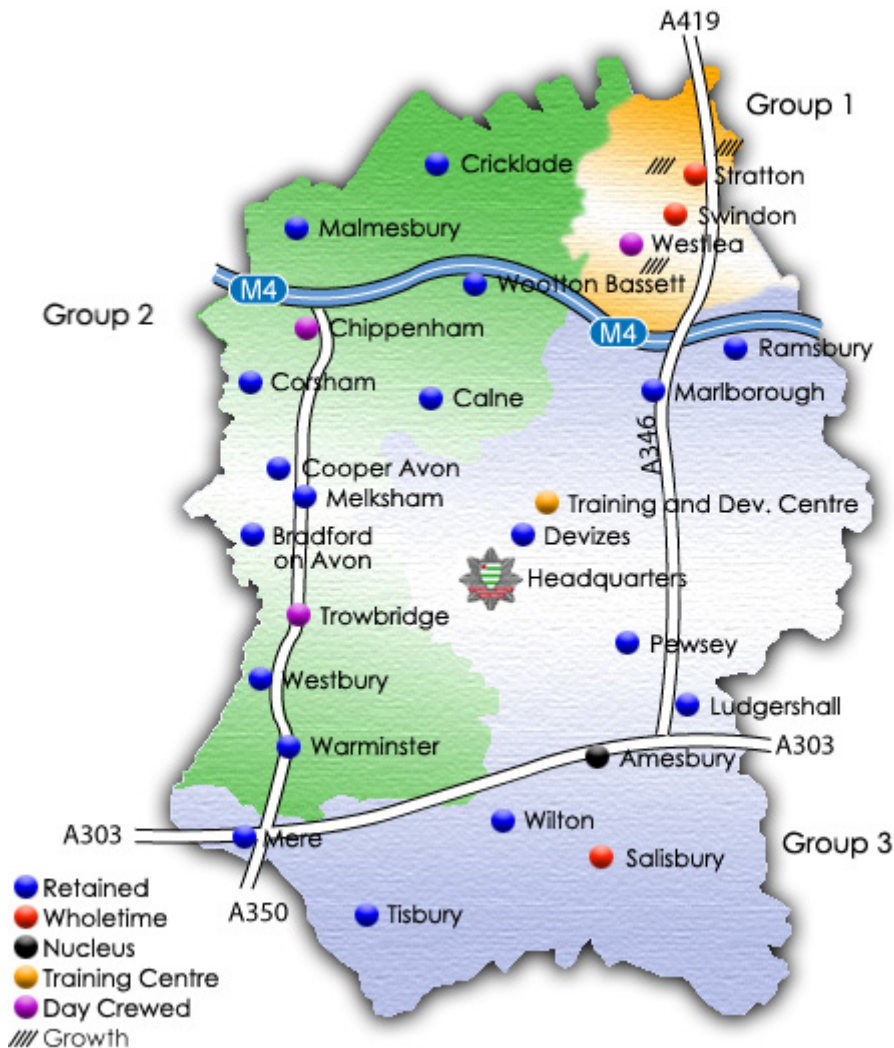 A419
Group 1
Cricklade
Stratton
Swindon
Malmesbury
Westlea
M4
Wootton Bassett
Group 2
Chippenham
M4
Ramsbury
Corsham
Calne
Marlborough
A346
Cooper Avon
Melksham
Training and Dev. Centre
Bradford
on Avon
Devizes
Headquarters
Trowbridge
Pewsey
Westbury
Ludgershall
Warminster
Amesbury
A303
A303
Mere
Wilton
Group 3
Salisbury
A350
Tisbury
Retained
Wholetime
Nucleus
Training Centre
Day Crewed
Growth